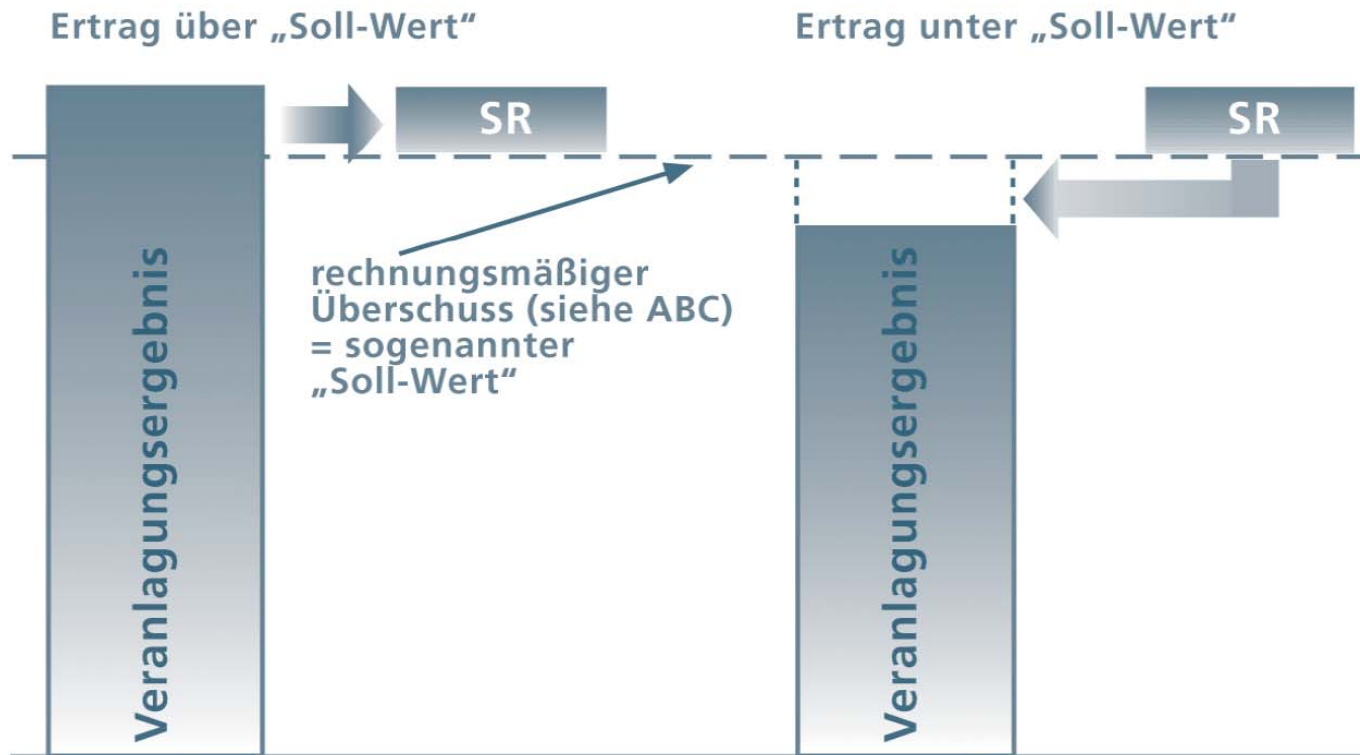 Ertrag über „Soll-Wert“
Ertrag unter „Soll-Wert“
SR
SR
rechnungsmäßiger
Überschuss (siehe ABC)
= sogenannter
„Soll-Wert“
Veranlagungsergebnis
Veranlagungsergebnis